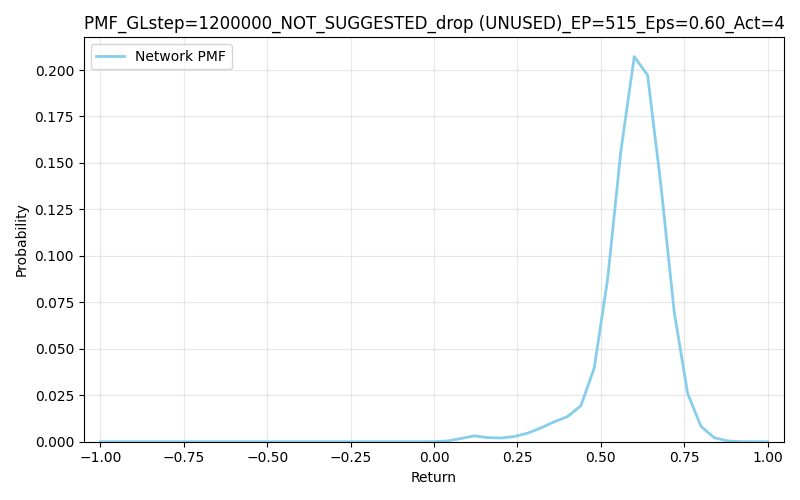 PMF_GLstep=1200000_NOT_SUGGESTED_drop (UNUSED)_EP=515_Eps=0.60_Act=4
Network PMF
0.200
0.175
0.150
0.125
0.100
0.075
0.050
0.025
0.000
Probability
−1.00 −0.75 −0.50 −0.25 0.00 0.25 0.50 0.75 1.00
Return